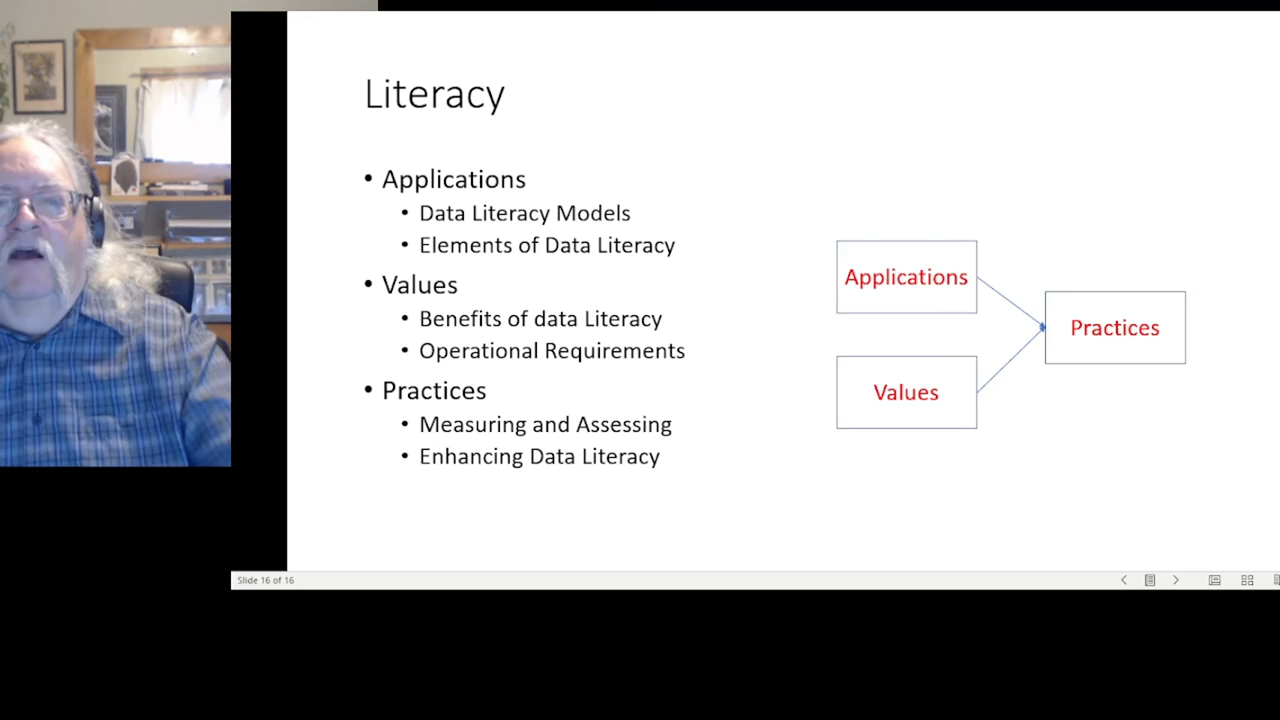 Literacy
• Applications
• Data Literacy Models
• Elements of Data Literacy
• Values
• Benefits of data Literacy
• Operational Requirements
• Practices
• Measuring and Assessing
• Enhancing Data Literacy
Applications
Values
Practices
Slide 16 of 16